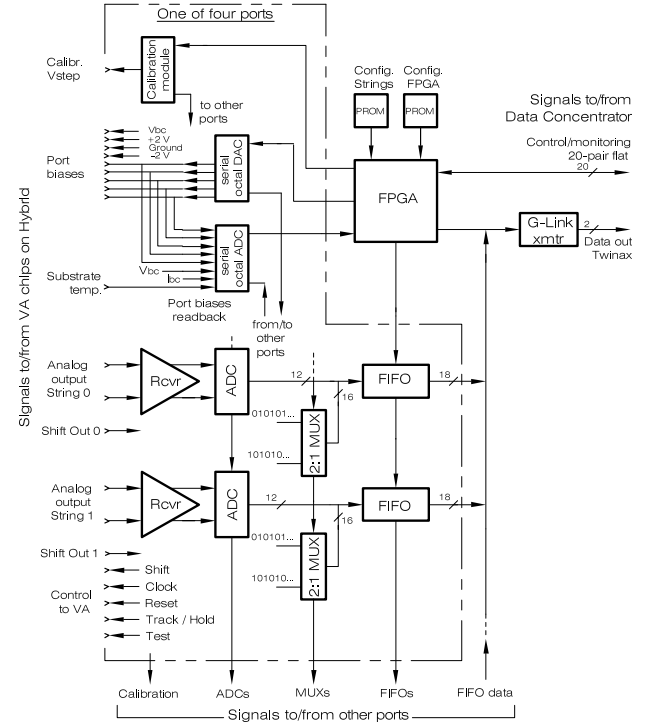 One of four ports
Calibr.
Vstep
Calibration
module
to other
ports
Config.
Strings
Config.
FPGA
PROM
PROM
Signals to/from
Data Concentrator
Control/monitoring
20-pair flat
20
Vbc
+2 V
Ground
-2 V
Port
biases
serial
octal DAC
FPGA
G-Link
xmtr
2
Data out
Twinax
serial
octal ADC
Vbc
Ibc
Substrate
temp.
Port biases
readback
from/to
other
ports
Signals to/from VA chips on Hybrid
Analog
output
String 0
Rcvr
ADC
12
16
FIFO
18
010101...
101010...
2:1 MUX
Shift Out 0
Analog
output
String 1
Rcvr
ADC
12
16
FIFO
18
010101...
101010...
2:1 MUX
Shift Out 1
Control
to VA
Shift
Clock
Reset
Track / Hold
Test
Calibration
ADCs
MUXs
FIFOs
FIFO data
Signals to/from other ports